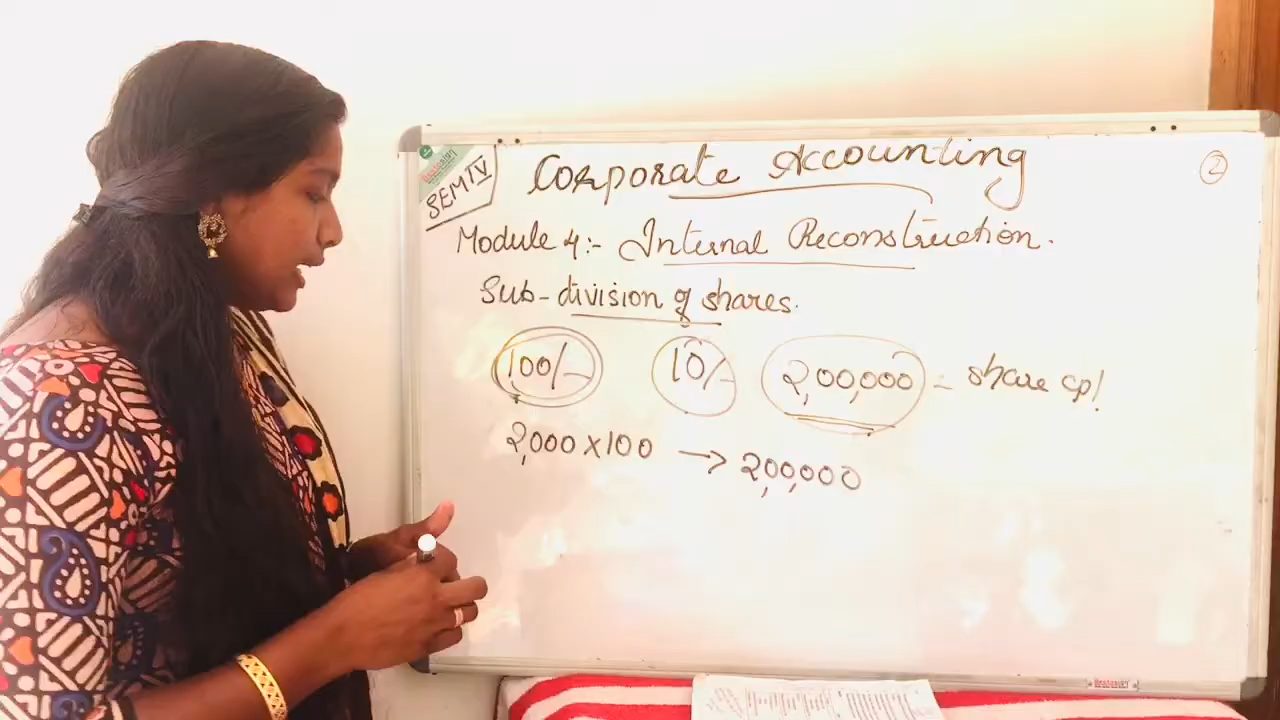 SEM IV
Corporate Accounting
②
Module 4:- Internal Reconstruction.
Sub-division of shares.
100/- 10/- 2,00,000 - share cpl
2,000 x 100 → 2,00,000